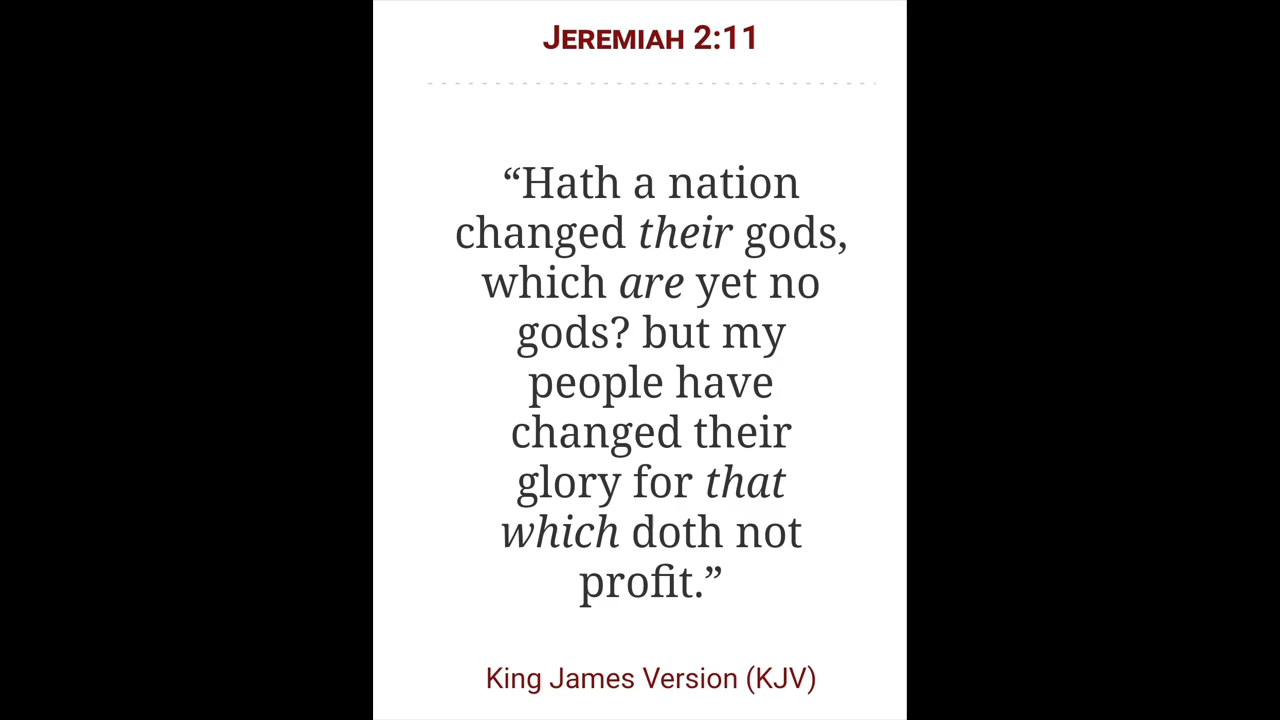 JEREMIAH 2:11
“Hath a nation
changed their gods,
which are yet no
gods? but my
people have
changed their
glory for that
which doth not
profit.”
King James Version (KJV)